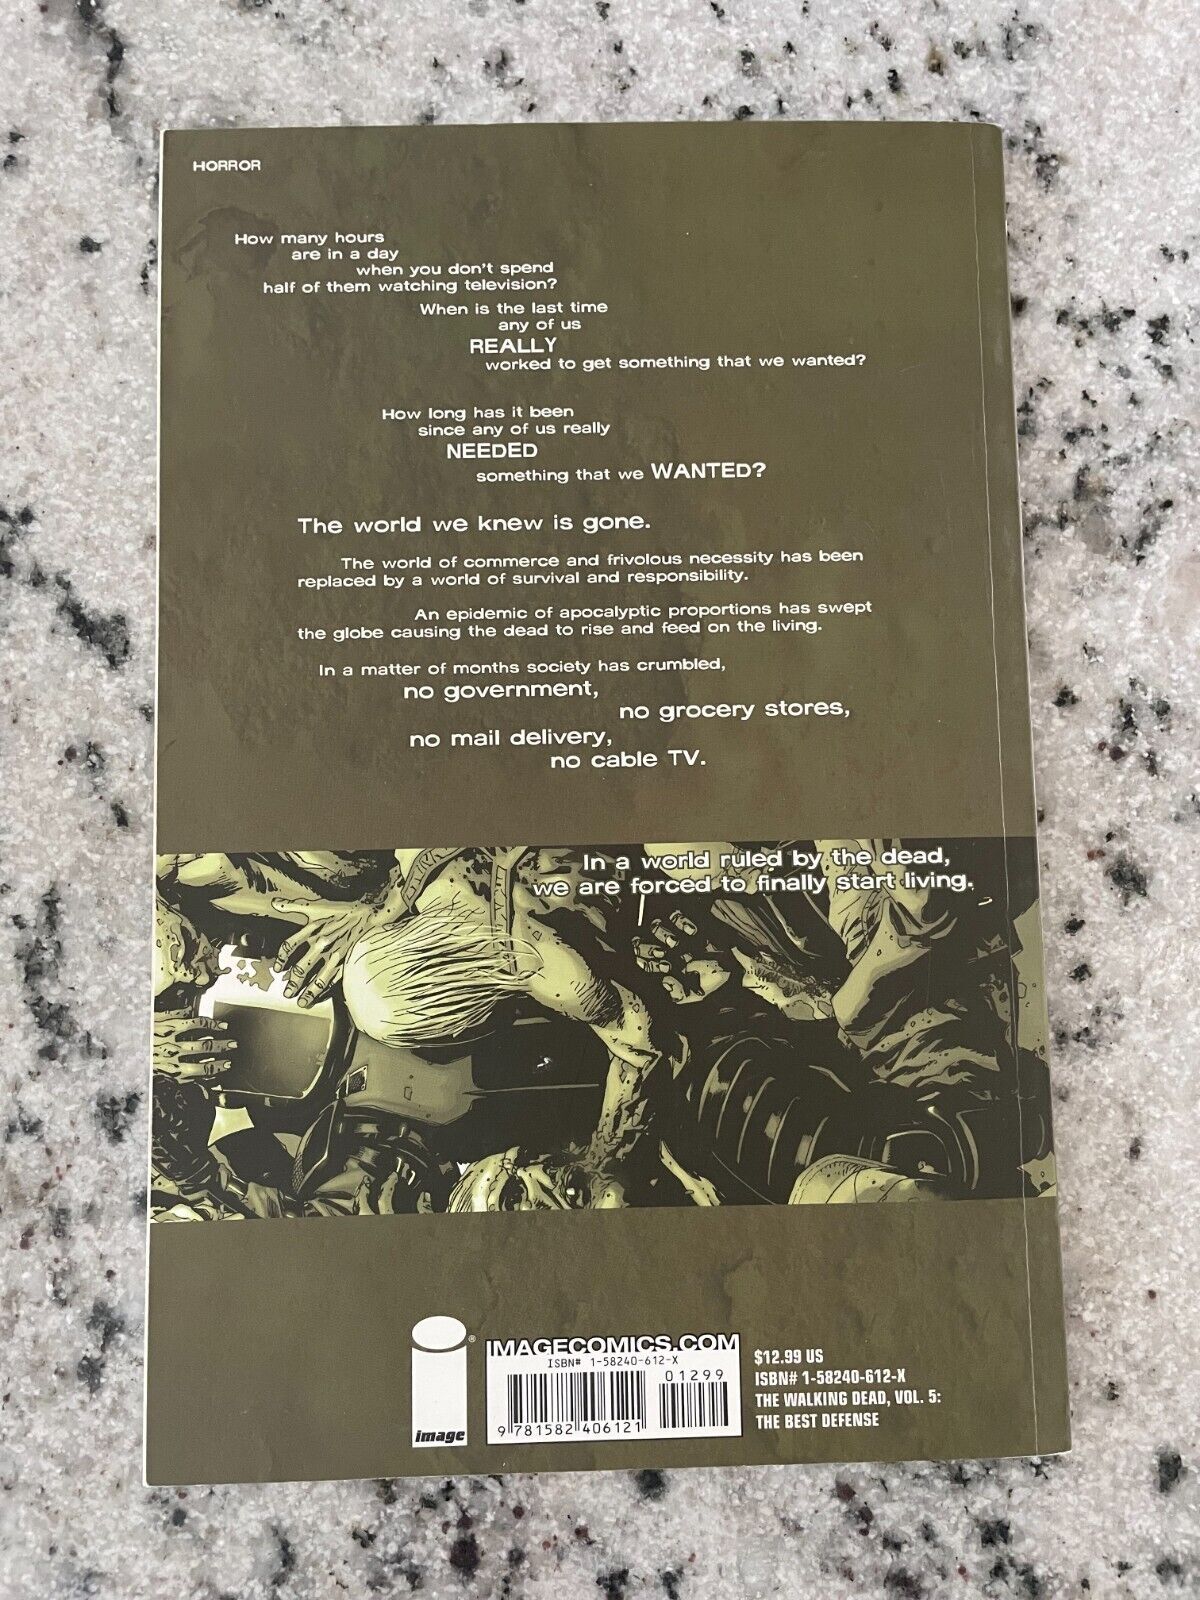 HORROR
How many hours
are in a day
when you don't spend
half of them watching television?
When is the last time
any of us
REALLY
worked to get something that we wanted?
How long has it been
since any of us really
NEEDED
something that we WANTED?
The world we knew is gone.
The world of commerce and frivolous necessity has been
replaced by a world of survival and responsibility.
An epidemic of apocalyptic proportions has swept
the globe causing the dead to rise and feed on the living.
In a matter of months society has crumbled,
no government,
no grocery stores,
no mail delivery,
no cable TV.
In a world ruled by the dead,
we are forced to finally start living.
image
®
IMAGECOMICS.COM
ISBN# 1-58240-612-X
01299
9 781582 406121
$12.99 US
ISBN# 1-58240-612-X
THE WALKING DEAD, VOL. 5:
THE BEST DEFENSE